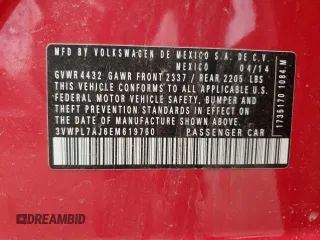 MFD BY VOLKSWAGEN DE MEXICO S.A. DE C.V.
MEXICO 04/14
GVWR 4432 GAWR FRONT 2337 / REAR 2205 LBS
THIS VEHICLE CONFORMS TO ALL APPLICABLE U.S.
FEDERAL MOTOR VEHICLE SAFETY, BUMPER AND
THEFT PREVENTION STANDARDS IN EFFECT ON THE
DATE OF MANUFACTURE SHOWN ABOVE.
3VWPL7AJ6EM619760 PASSENGER CAR
1736170 1084.M
DREAMBID